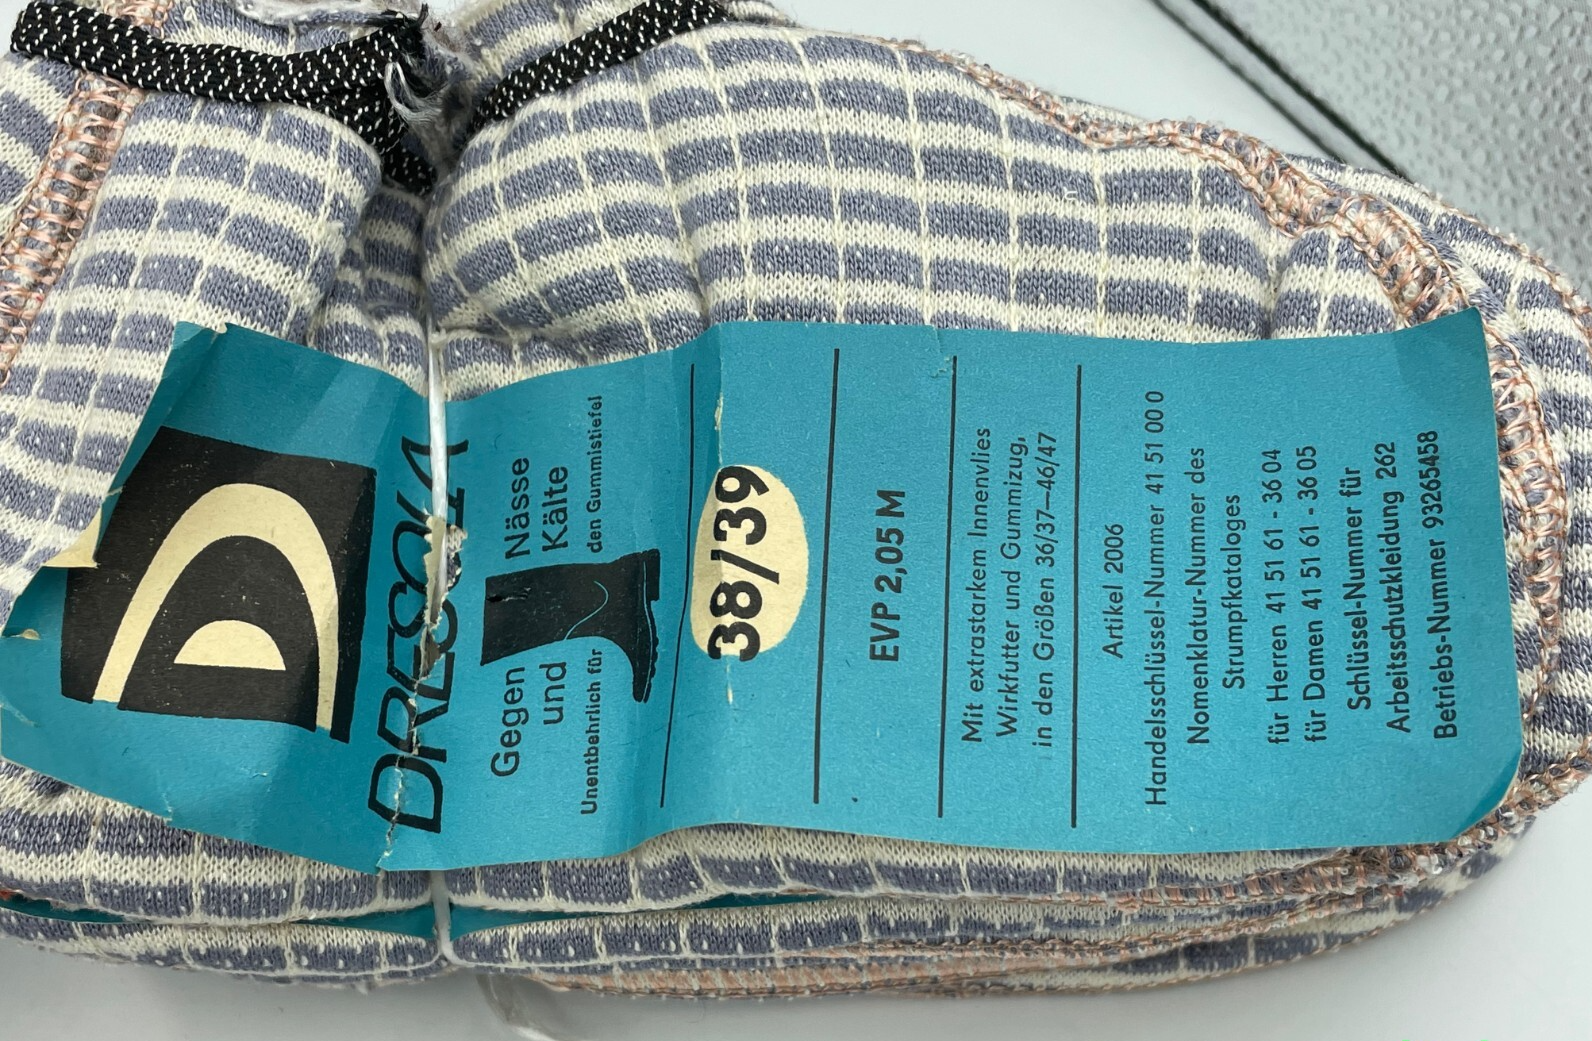 DRESONA
Gegen Nässe
und Kälte
Unentbehrlich für den Gummistiefel
38/39
EVP 2,05 M
Mit extrastarkem Innenvlies
Wirkfutter und Gummizug,
in den Größen 36/37–46/47
Artikel 2006
Handelsschlüssel-Nummer 41 51 00 0
Nomenklatur-Nummer des
Strumpfkataloges
für Herren 41 51 61 - 36 04
für Damen 41 51 61 - 36 05
Schlüssel-Nummer für
Arbeitsschutzkleidung 262
Betriebs-Nummer 93265458